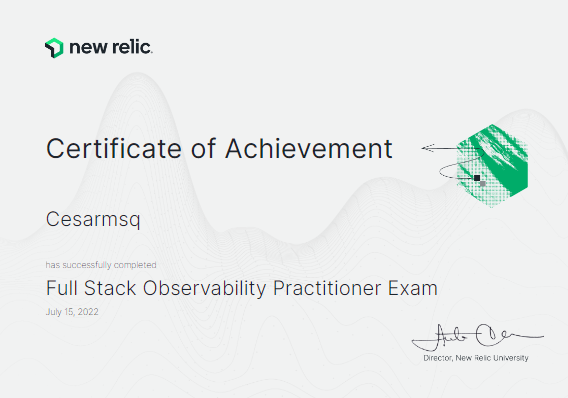 new relic.
Certificate of Achievement
Cesarmsq
has successfully completed
Full Stack Observability Practitioner Exam
July 15, 2022
Director, New Relic University